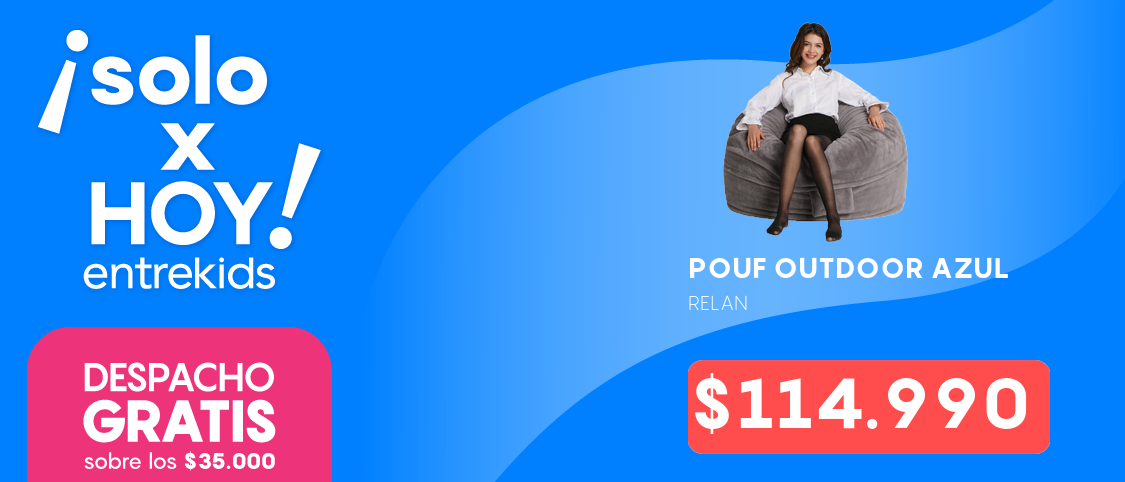 ¡solo
x
HOY!
entrekids
DESPACHO
GRATIS
sobre los $35.000
POUF OUTDOOR AZUL
RELAN
$114.990